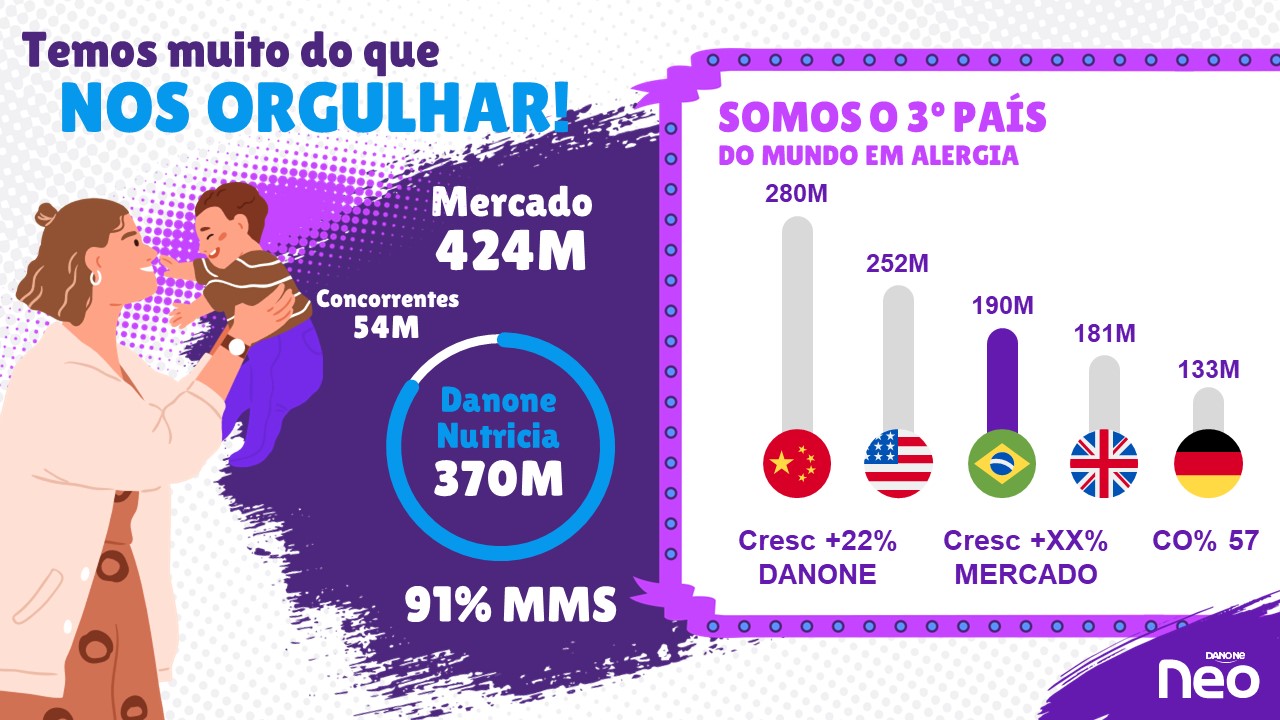 Temos muito do que
NOS ORGULHAR!
Mercado
424M
Concorrentes
54M
Danone
Nutricia
370M
91% MMS
SOMOS O 3º PAÍS
DO MUNDO EM ALERGIA
280M
252M
190M
181M
133M
Cresc +22%
DANONE
Cresc +XX%
MERCADO
CO% 57
DANONE
neo